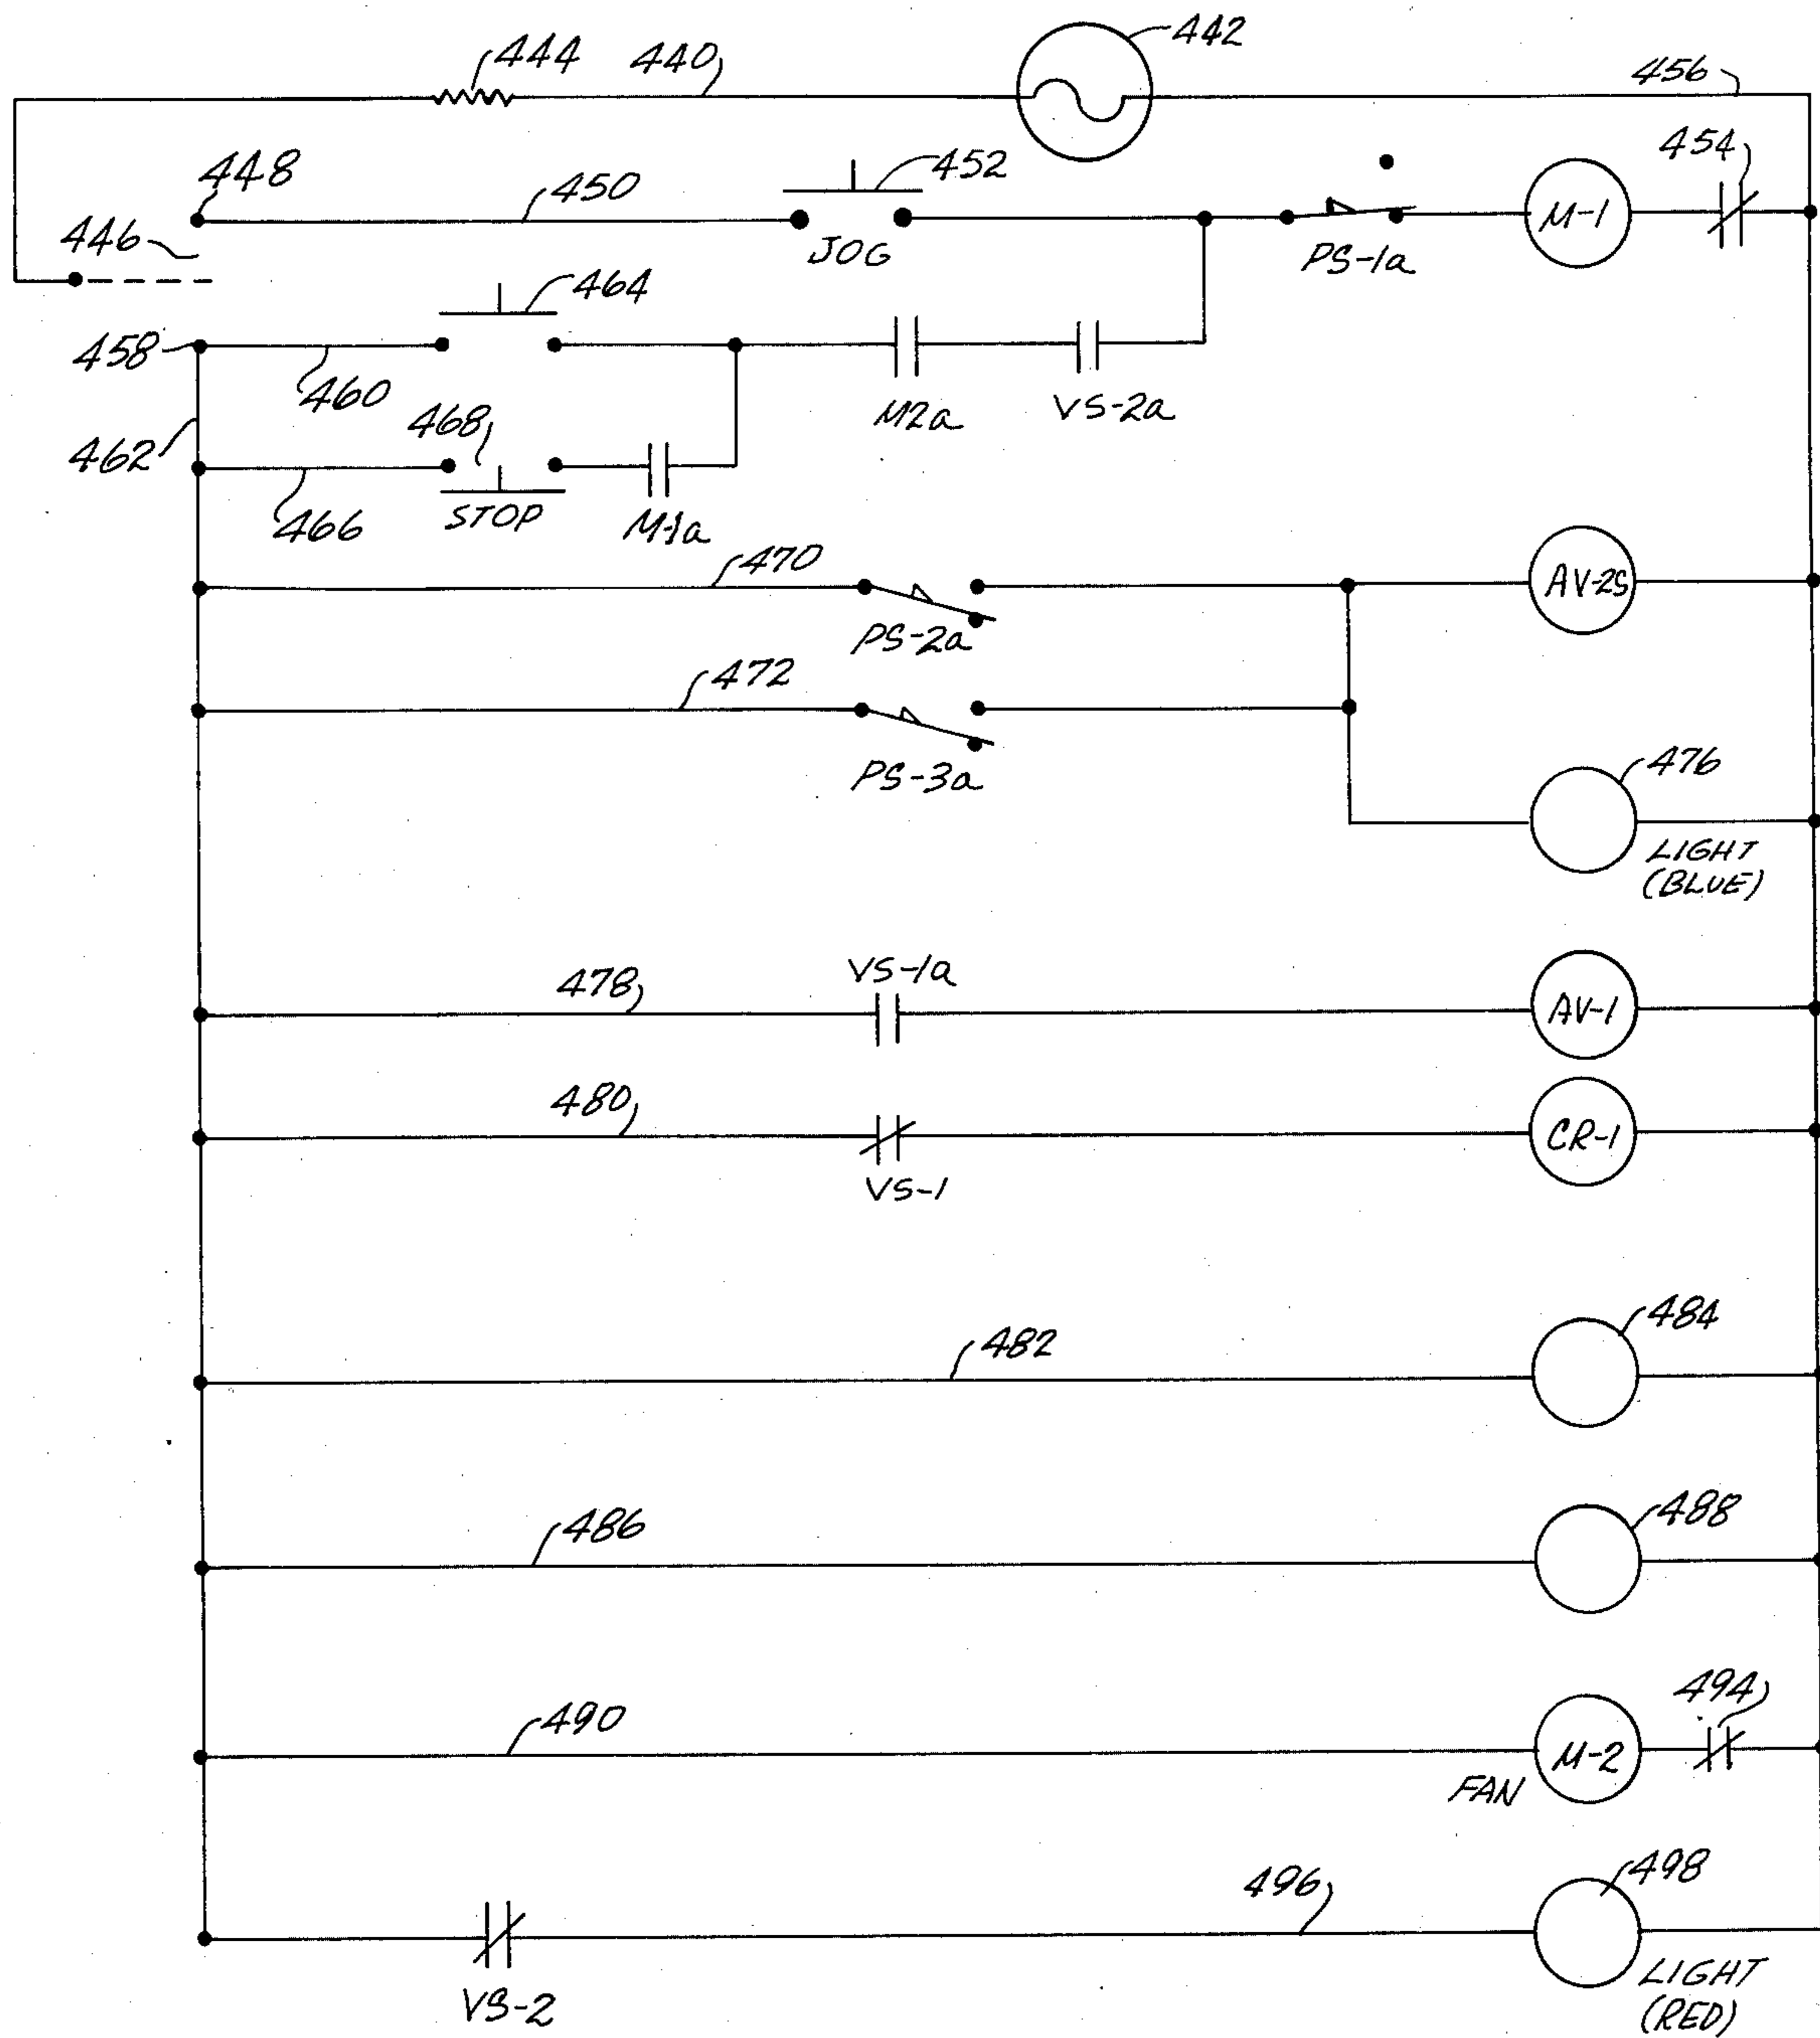 444
440
442
456
448
450
452
454
446
JOG
PS-1a
M-1
464
458
460
M2a
VS-2a
462
468
466
STOP
M-1a
470
PS-2a
AV-2S
472
PS-3a
476
LIGHT
(BLUE)
478
VS-1a
AV-1
480
VS-1
CR-1
482
484
486
488
490
494
FAN
M-2
496
498
VS-2
LIGHT
(RED)